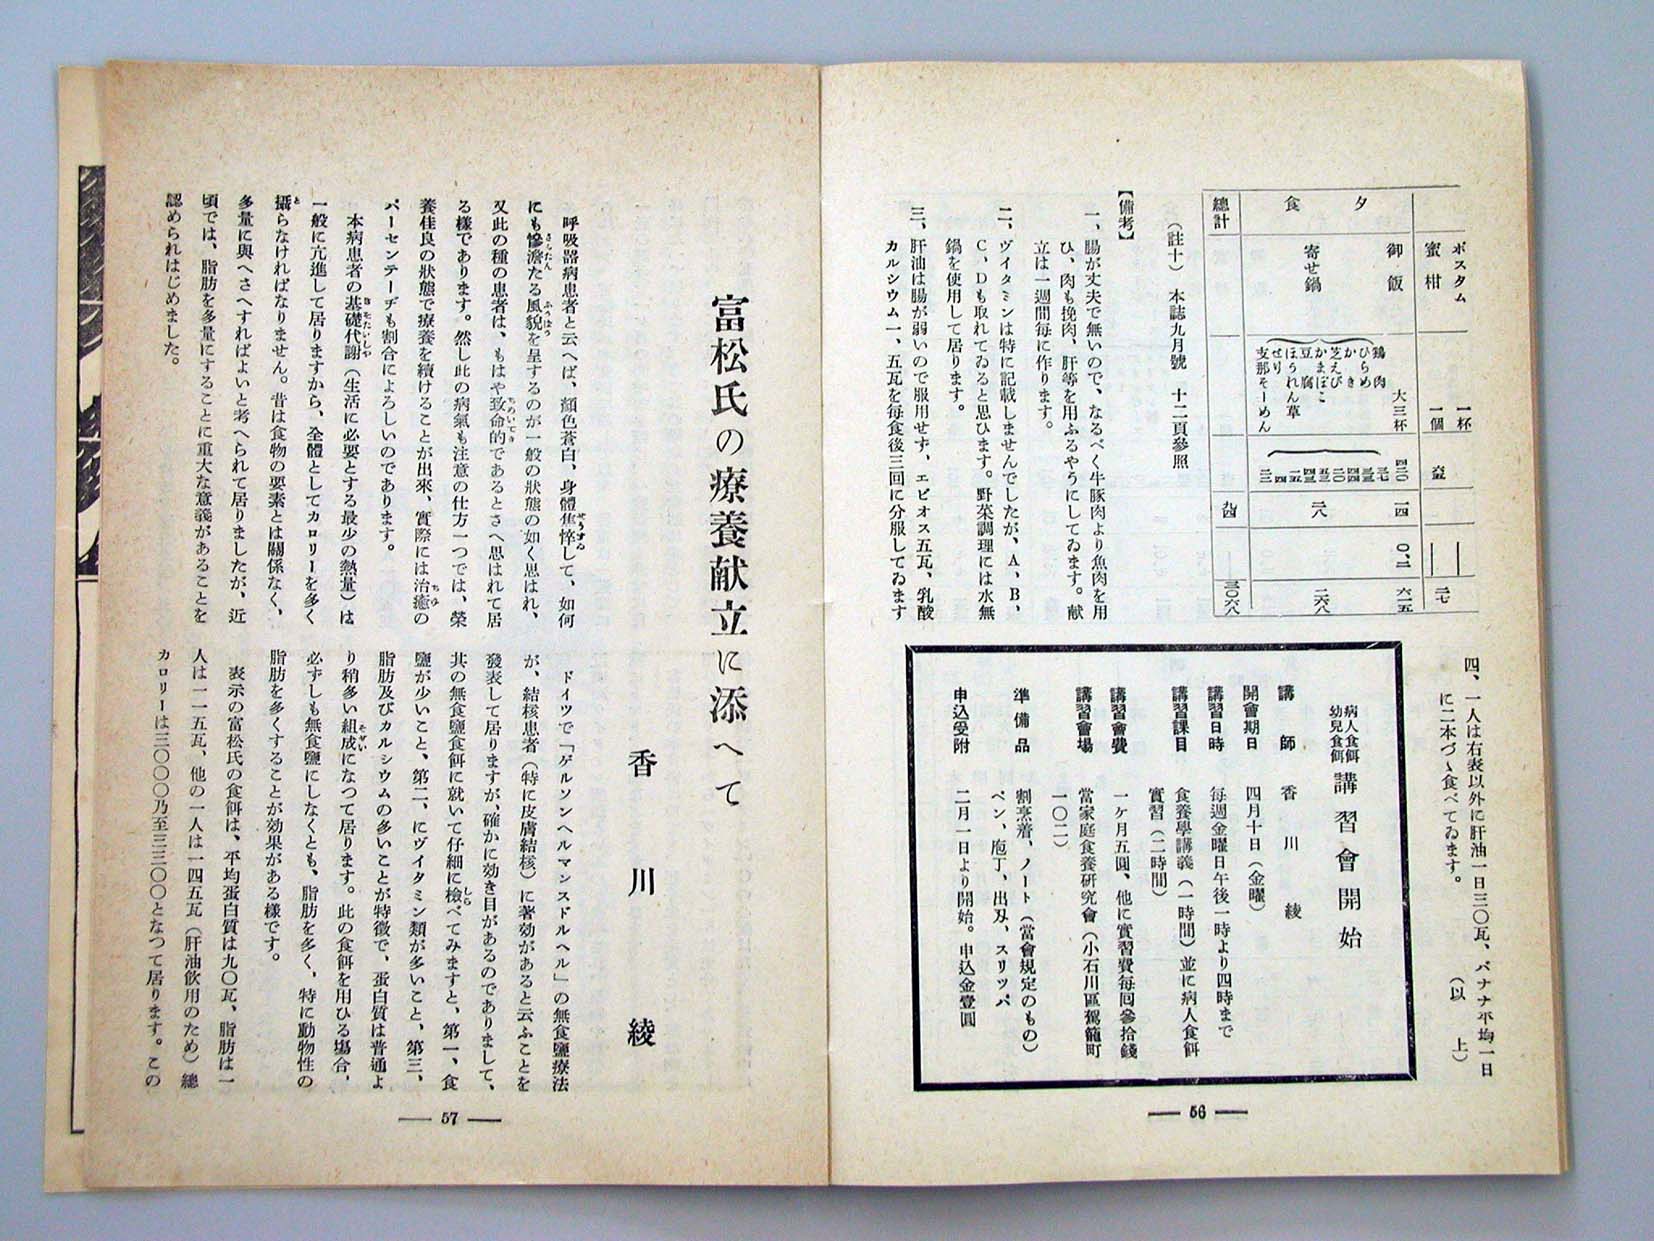 ポスタム　一杯
蜜柑　一個　二七
夕食
御飯　大三杯　四二〇　一四　〇、二　六一五
寄せ鍋　二八　二六八
鶏肉
ひらめ
かき
芝えび
かまぼこ
豆腐
ほうれん草
せり
支那そーめん
總計　三〇六八
（註十）　本誌九月號　十二頁參照
【備考】
一、腸が丈夫で無いので、なるべく牛豚肉より魚肉を用
ひ、肉も挽肉、肝等を用ふるやうにしてゐます。献
立は一週間每に作ります。
二、ヴイタミンは特に記載しませんでしたが、A、B、
C、Dも取れてゐると思ひます。野菜調理には水無
鍋を使用して居ります。
三、肝油は腸が弱いので服用せず、エビオス五瓦、乳酸
カルシウム一、五瓦を每食後三回に分服してゐます
四、一人は右表以外に肝油一日三〇瓦、バナナ平均一日
に二本づゝ食べてゐます。
（以　上）
病人食餌
幼兒食餌
講習會開始
講師　香川　綾
開會期日　四月十日（金曜）
講習日時　每週金曜日午後一時より四時まで
講習課目　食養學講義（一時間）並に病人食餌
實習（二時間）
講習會費　一ケ月五圓、他に實習費每回參拾錢
講習會場　當家庭食養研究會（小石川區駕籠町
一〇二）
準備品　割烹着、ノート（當會規定のもの）
ペン、庖丁、出刄、スリッパ
申込受附　二月一日より開始。申込金壹圓
— 56 —
富松氏の療養献立に添へて
香川　綾
呼吸器病患者と云へば、顔色蒼白、身體焦悴して、如何
にも慘澹たる風貌を呈するのが一般の狀態の如く思はれ、
又此の種の患者は、もはや致命的であるとさへ思はれて居
る樣であります。然し此の病氣も注意の仕方一つでは、榮
養佳良の狀態で療養を續けることが出來、實際には治癒の
パーセンテーヂも割合によろしいのであります。
本病患者の基礎代謝（生活に必要とする最少の熱量）は
一般に亢進して居りますから、全體としてカロリーを多く
攝らなければなりません。昔は食物の要素とは關係なく、
多量に與へさへすればよいと考へられて居りましたが、近
頃では、脂肪を多量にすることに重大な意義があることを
認められはじめました。
ドイツで「ゲルソンヘルマンスドルヘル」の無食鹽療法
が、結核患者（特に皮膚結核）に著効があると云ふことを
發表して居りますが、確かに効き目があるのでありまして、
其の無食鹽食餌に就いて仔細に檢べてみますと、第一、食
鹽が少いこと、第二、にヴイタミン類が多いこと、第三、
脂肪及びカルシウムの多いことが特徵で、蛋白質は普通よ
り稍多い組成になつて居ります。此の食餌を用ひる場合、
必ずしも無食鹽にしなくとも、脂肪を多く、特に動物性の
脂肪を多くすることが効果がある樣です。
表示の富松氏の食餌は、平均蛋白質は九〇瓦、脂肪は一
人は一一五瓦、他の一人は一四五瓦（肝油飮用のため）總
カロリーは三〇〇〇乃至三三〇〇となつて居ります。この
— 57 —